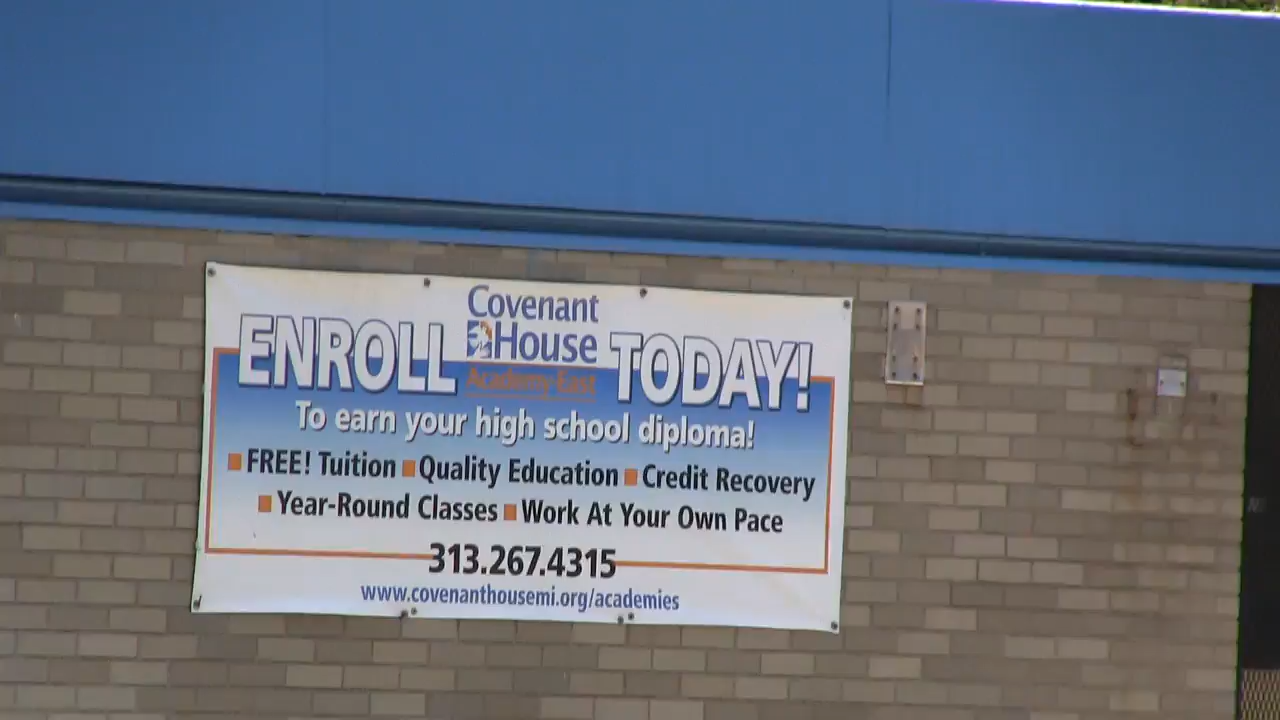 Covenant
House
Academy East
ENROLL TODAY!
To earn your high school diploma!
FREE! Tuition Quality Education Credit Recovery
Year-Round Classes Work At Your Own Pace
313.267.4315
www.covenanthousemi.org/academies